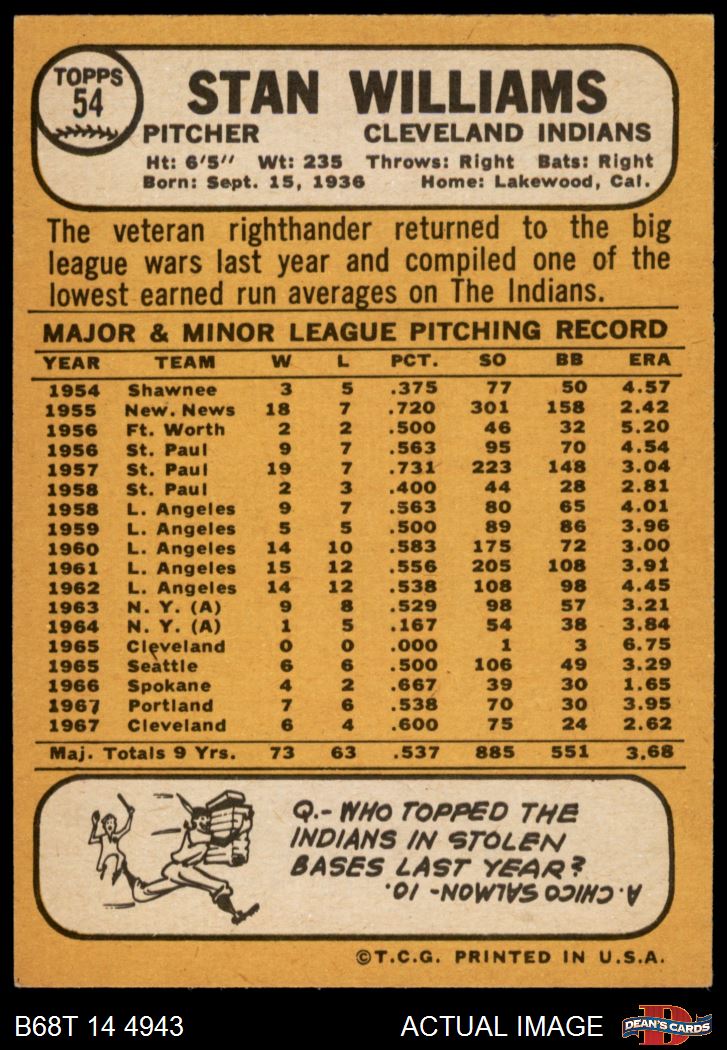 TOPPS
54
STAN WILLIAMS
PITCHER CLEVELAND INDIANS
Ht: 6'5'' Wt: 235 Throws: Right Bats: Right
Born: Sept. 15, 1936 Home: Lakewood, Cal.
The veteran righthander returned to the big
league wars last year and compiled one of the
lowest earned run averages on The Indians.
MAJOR & MINOR LEAGUE PITCHING RECORD
YEAR TEAM W L PCT. SO BB ERA
1954 Shawnee 3 5 .375 77 50 4.57
1955 New. News 18 7 .720 301 158 2.42
1956 Ft. Worth 2 2 .500 46 32 5.20
1956 St. Paul 9 7 .563 95 70 4.54
1957 St. Paul 19 7 .731 223 148 3.04
1958 St. Paul 2 3 .400 44 28 2.81
1958 L. Angeles 9 7 .563 80 65 4.01
1959 L. Angeles 5 5 .500 89 86 3.96
1960 L. Angeles 14 10 .583 175 72 3.00
1961 L. Angeles 15 12 .556 205 108 3.91
1962 L. Angeles 14 12 .538 108 98 4.45
1963 N. Y. (A) 9 8 .529 98 57 3.21
1964 N. Y. (A) 1 5 .167 54 38 3.84
1965 Cleveland 0 0 .000 1 3 6.75
1965 Seattle 6 6 .500 106 49 3.29
1966 Spokane 4 2 .667 39 30 1.65
1967 Portland 7 6 .538 70 30 3.95
1967 Cleveland 6 4 .600 75 24 2.62
Maj. Totals 9 Yrs. 73 63 .537 885 551 3.68
Q.- WHO TOPPED THE
INDIANS IN STOLEN
BASES LAST YEAR?
A. CHICO SALMON- 10.
©T.C.G. PRINTED IN U.S.A.
B68T 14 4943 ACTUAL IMAGE
D
DEAN'S CARDS